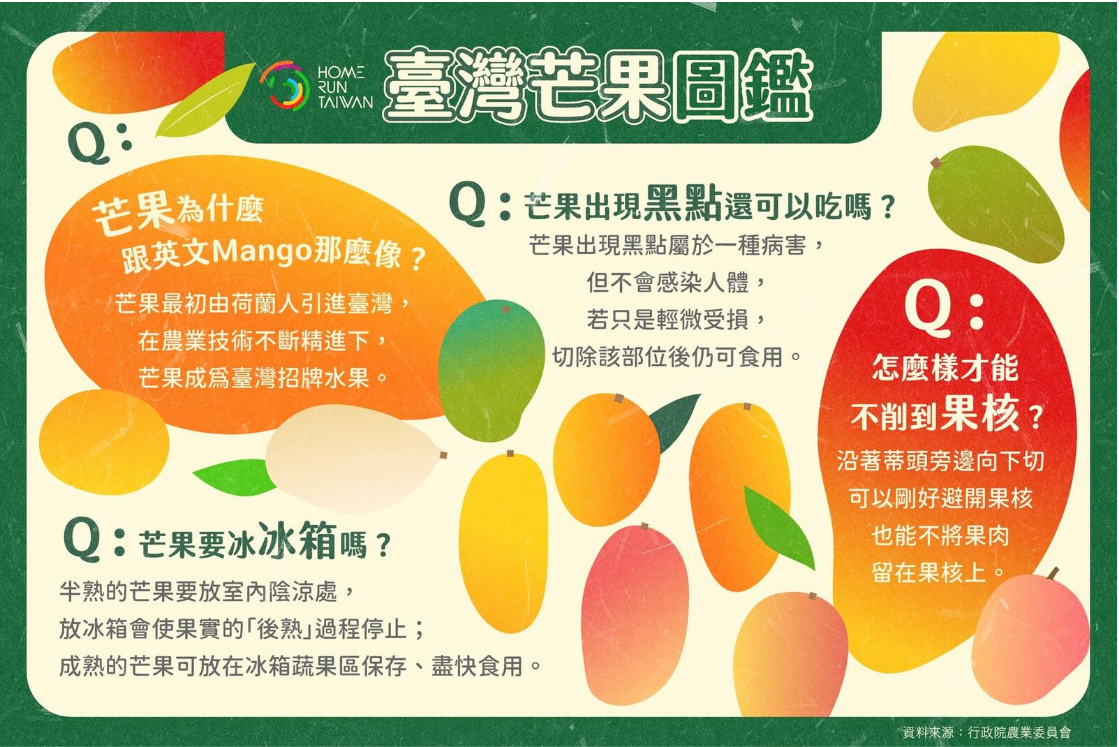 HOME
RUN
TAIWAN
臺灣芒果圖鑑
Q：
芒果為什麼
跟英文Mango那麼像？
芒果最初由荷蘭人引進臺灣，
在農業技術不斷精進下，
芒果成為臺灣招牌水果。
Q：芒果出現黑點還可以吃嗎？
芒果出現黑點屬於一種病害，
但不會感染人體，
若只是輕微受損，
切除該部位後仍可食用。
Q：
怎麼樣才能
不削到果核？
沿著蒂頭旁邊向下切
可以剛好避開果核
也能不將果肉
留在果核上。
Q：芒果要冰冰箱嗎？
半熟的芒果要放室內陰涼處，
放冰箱會使果實的「後熟」過程停止；
成熟的芒果可放在冰箱蔬果區保存、盡快食用。
資料來源：行政院農業委員會